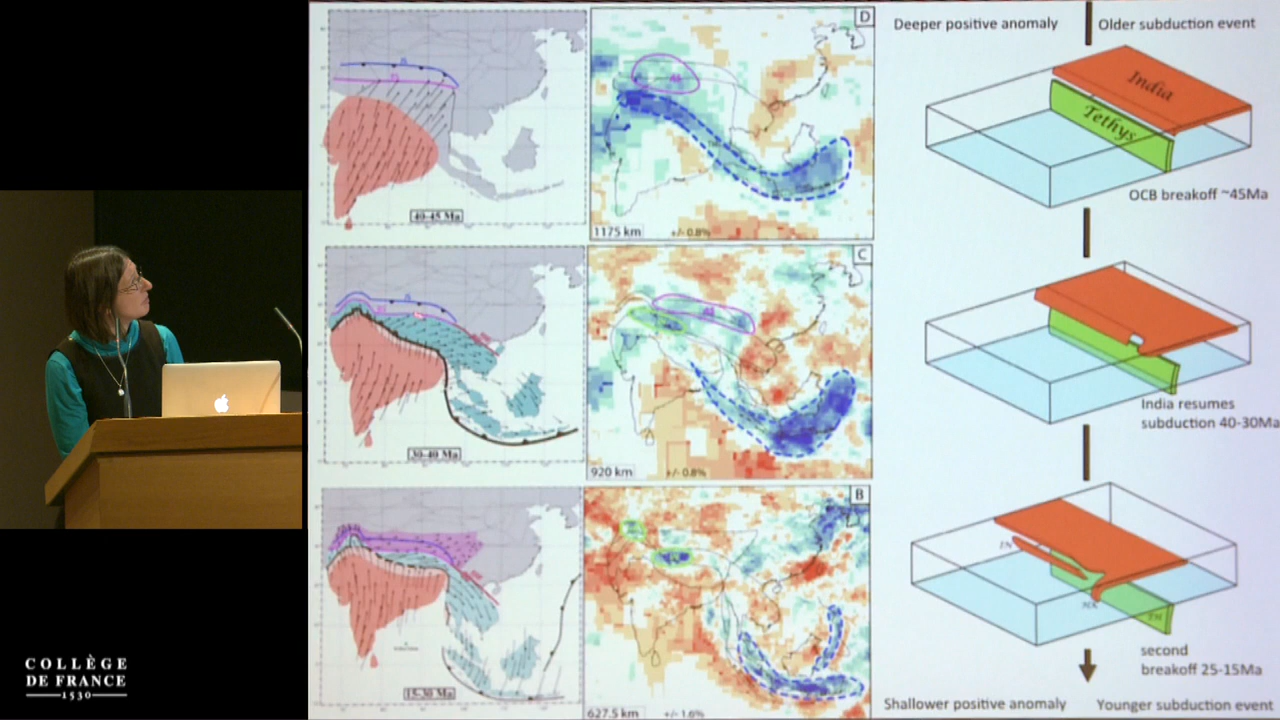 D
1175 km
+/- 0.8%
40-45 Ma
C
920 km
+/- 0.8%
30-40 Ma
B
627.5 km
+/- 1.6%
15-30 Ma
Deeper positive anomaly
Older subduction event
India
Tethys
OCB breakoff ~45Ma
India resumes
subduction 40-30Ma
second
breakoff 25-15Ma
Shallower positive anomaly
Younger subduction event
COLLÈGE
DE FRANCE
1530